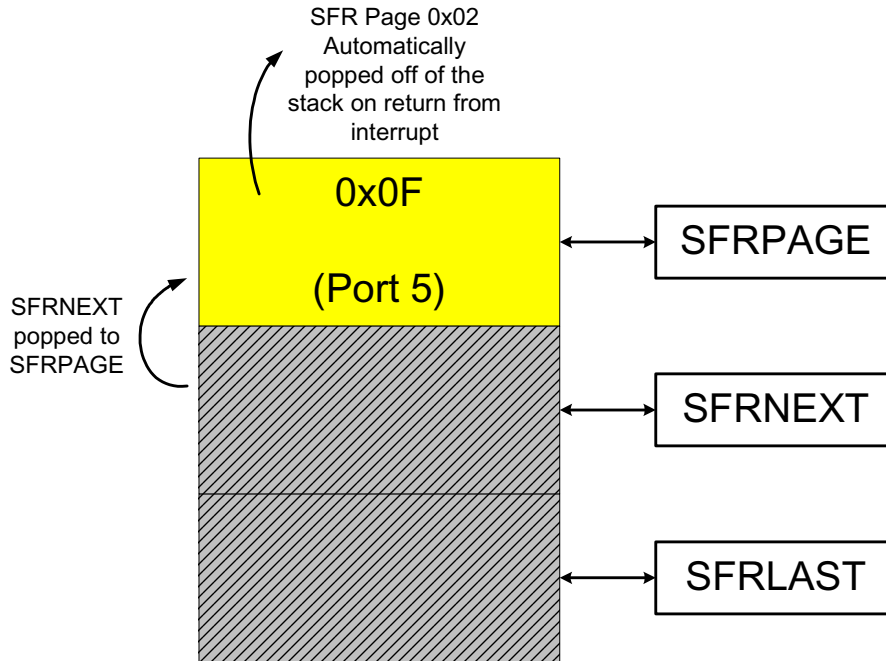 SFR Page 0x02
Automatically
popped off of the
stack on return from
interrupt
0x0F
(Port 5)
SFRPAGE
SFRNEXT
popped to
SFRPAGE
SFRNEXT
SFRLAST